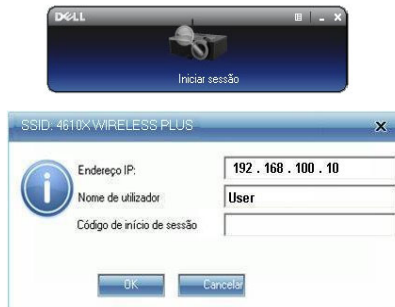 DELL
Iniciar sessão
SSID: 4610X WIRELESS PLUS
Endereço IP: 192 . 168 . 100 . 10
Nome de utilizador User
Código de início de sessão
OK Cancelar